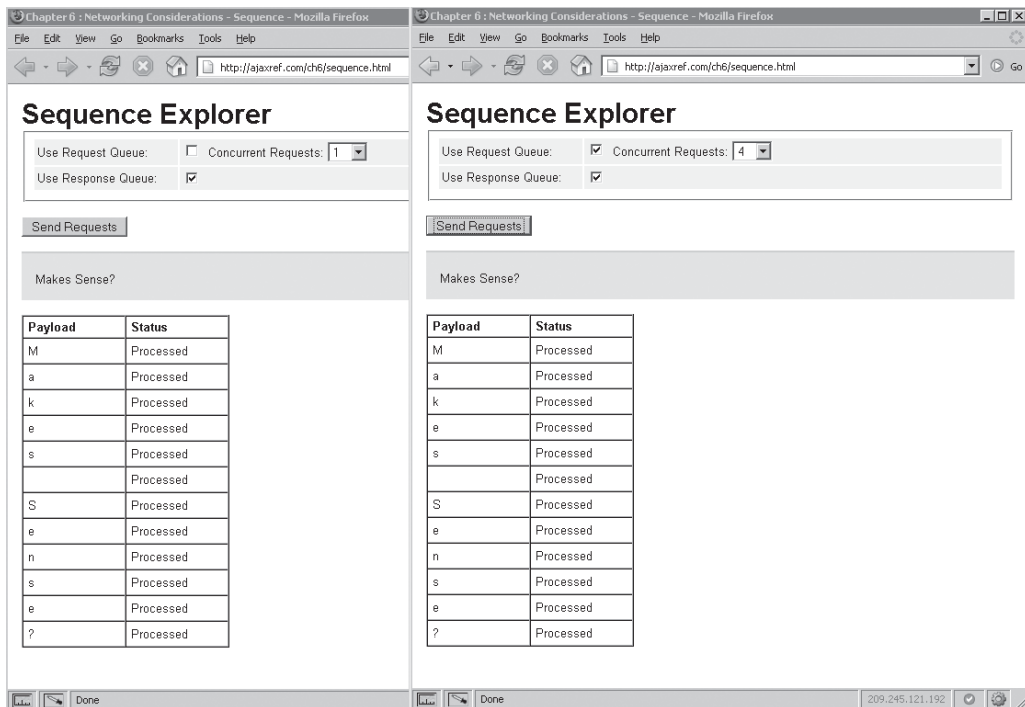 Chapter 6 : Networking Considerations - Sequence - Mozilla Firefox
File Edit View Go Bookmarks Tools Help
http://ajaxref.com/ch6/sequence.html
Sequence Explorer
Use Request Queue: Concurrent Requests: 1
Use Response Queue:
Send Requests
Makes Sense?
Payload Status
M Processed
a Processed
k Processed
e Processed
s Processed
Processed
S Processed
e Processed
n Processed
s Processed
e Processed
? Processed
Done
Chapter 6 : Networking Considerations - Sequence - Mozilla Firefox
File Edit View Go Bookmarks Tools Help
http://ajaxref.com/ch6/sequence.html Go
Sequence Explorer
Use Request Queue: Concurrent Requests: 4
Use Response Queue:
Send Requests
Makes Sense?
Payload Status
M Processed
a Processed
k Processed
e Processed
s Processed
Processed
S Processed
e Processed
n Processed
s Processed
e Processed
? Processed
Done 209.245.121.192